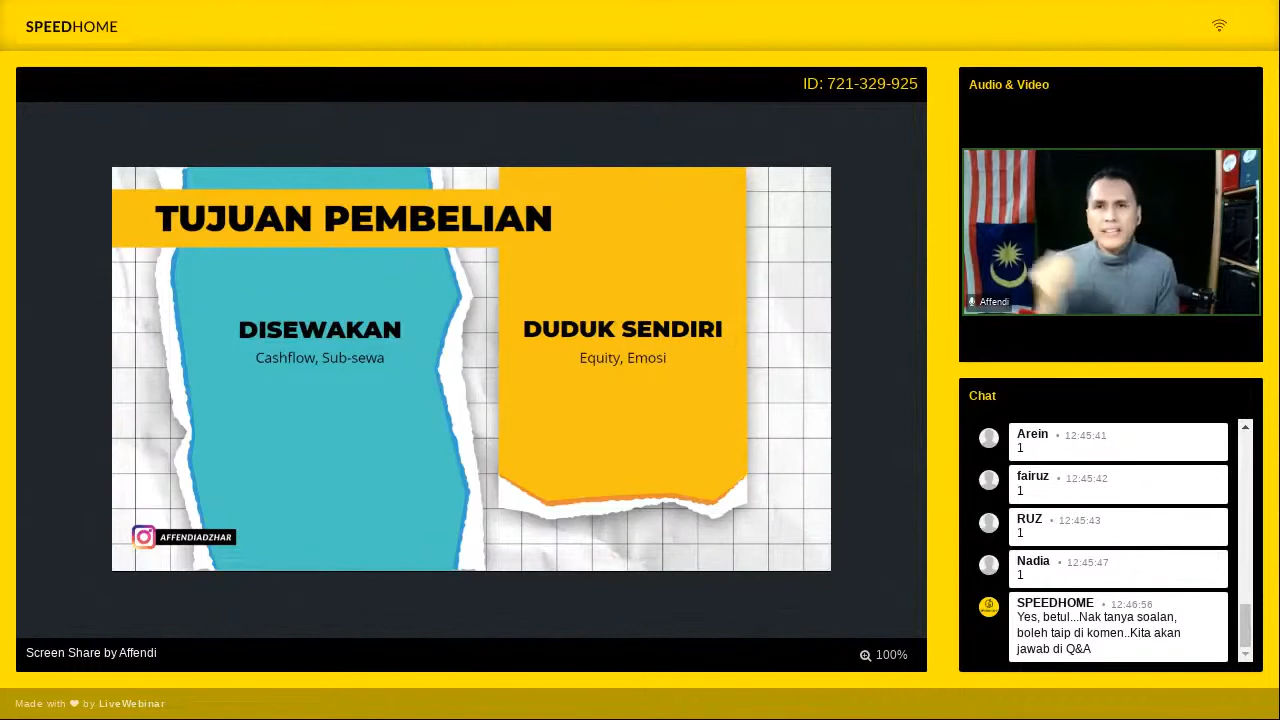 SPEEDHOME
ID: 721-329-925
TUJUAN PEMBELIAN
DISEWAKAN
Cashflow, Sub-sewa
DUDUK SENDIRI
Equity, Emosi
AFFENDIADZHAR
Screen Share by Affendi
100%
Audio & Video
Affendi
Chat
Arein • 12:45:41
1
fairuz • 12:45:42
1
RUZ • 12:45:43
1
Nadia • 12:45:47
1
SPEEDHOME • 12:46:56
Yes, betul...Nak tanya soalan,
boleh taip di komen..Kita akan
jawab di Q&A
Made with ♥ by LiveWebinar